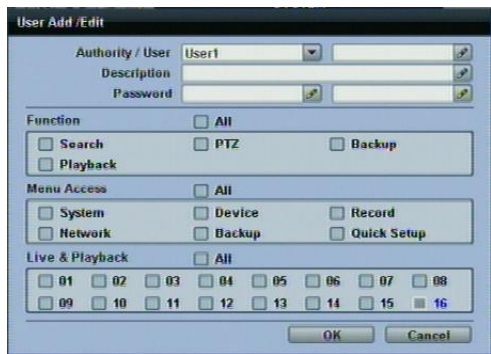 User Add /Edit
Authority / User User1
Description
Password
Function All
Search PTZ Backup
Playback
Menu Access All
System Device Record
Network Backup Quick Setup
Live & Playback All
01 02 03 04 05 06 07 08
09 10 11 12 13 14 15 16
OK Cancel